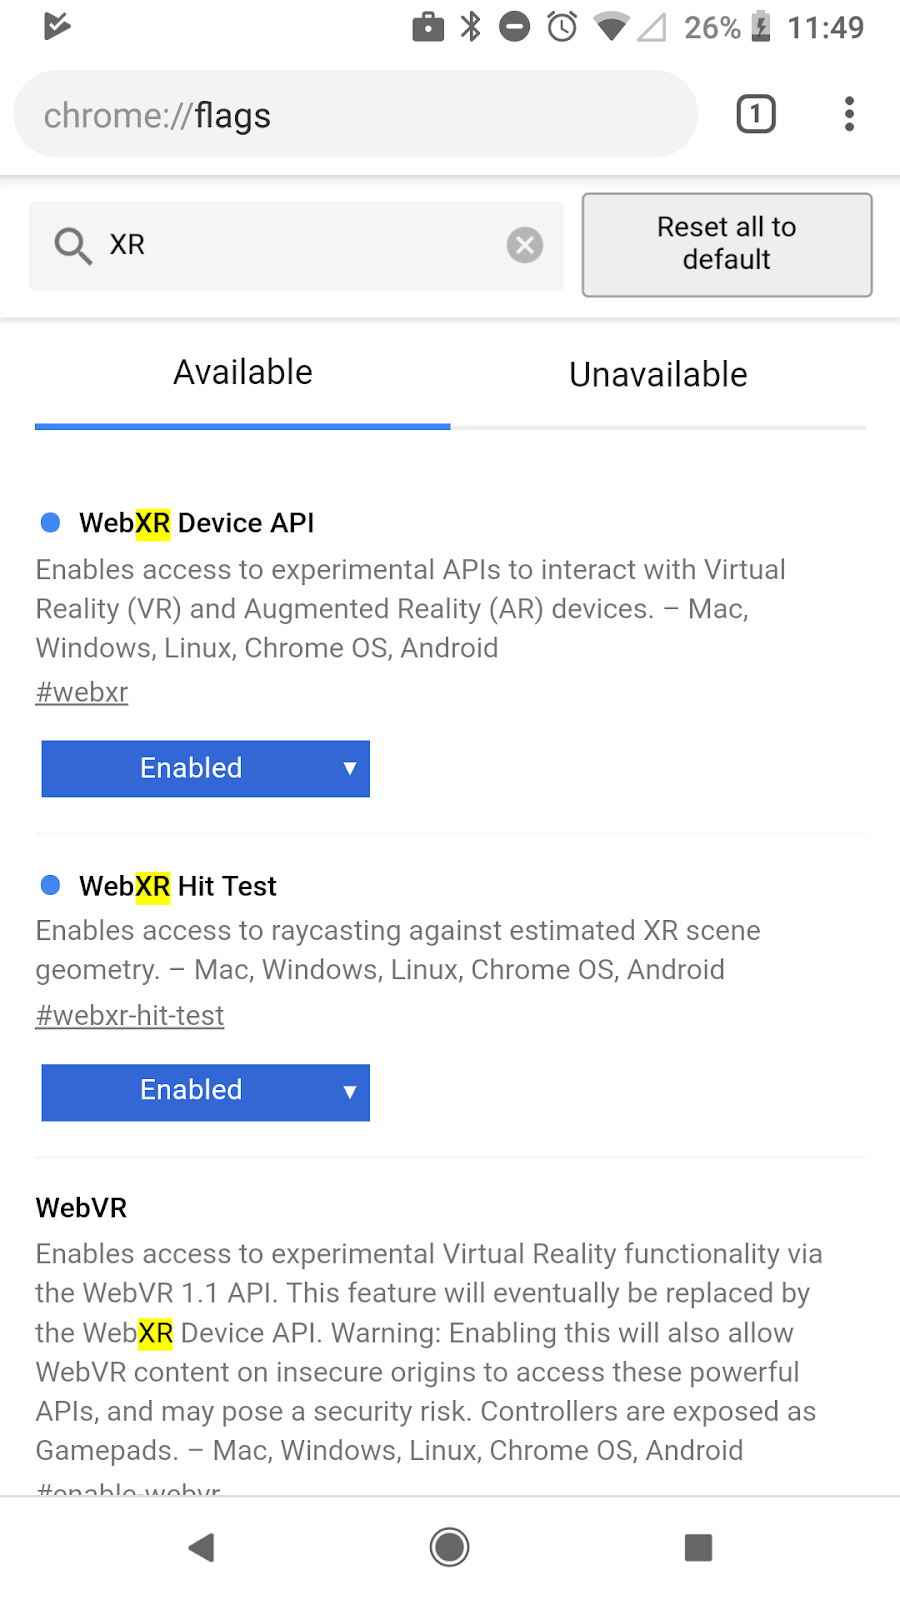 26% 11:49
chrome://flags
1
XR
Reset all to
default
Available
Unavailable
WebXR Device API
Enables access to experimental APIs to interact with Virtual
Reality (VR) and Augmented Reality (AR) devices. – Mac,
Windows, Linux, Chrome OS, Android
#webxr
Enabled
WebXR Hit Test
Enables access to raycasting against estimated XR scene
geometry. – Mac, Windows, Linux, Chrome OS, Android
#webxr-hit-test
Enabled
WebVR
Enables access to experimental Virtual Reality functionality via
the WebVR 1.1 API. This feature will eventually be replaced by
the WebXR Device API. Warning: Enabling this will also allow
WebVR content on insecure origins to access these powerful
APIs, and may pose a security risk. Controllers are exposed as
Gamepads. – Mac, Windows, Linux, Chrome OS, Android
#enable-webvr